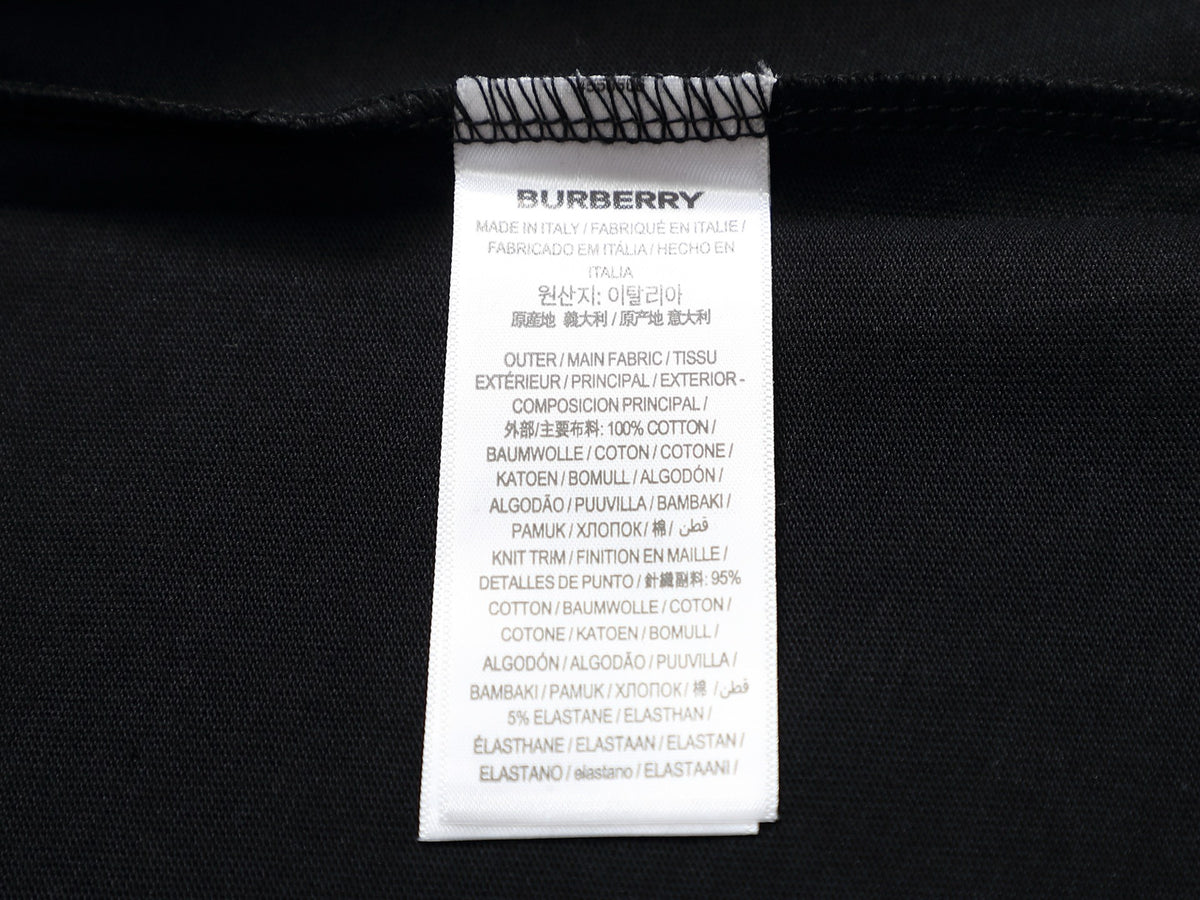 BURBERRY
MADE IN ITALY / FABRIQUÉ EN ITALIE /
FABRICADO EM ITÁLIA / HECHO EN
ITALIA
원산지: 이탈리아
原產地 義大利 / 原产地 意大利
OUTER / MAIN FABRIC / TISSU
EXTÉRIEUR / PRINCIPAL / EXTERIOR -
COMPOSICION PRINCIPAL /
外部/主要布料: 100% COTTON /
BAUMWOLLE / COTON / COTONE /
KATOEN / BOMULL / ALGODÓN /
ALGODÃO / PUUVILLA / BAMBAKI /
PAMUK / ХЛОПОК / 棉 / قطن
KNIT TRIM / FINITION EN MAILLE /
DETALLES DE PUNTO / 針織副料: 95%
COTTON / BAUMWOLLE / COTON /
COTONE / KATOEN / BOMULL /
ALGODÓN / ALGODÃO / PUUVILLA /
BAMBAKI / PAMUK / ХЛОПОК / 棉 / قطن
5% ELASTANE / ELASTHAN /
ÉLASTHANE / ELASTAAN / ELASTAN /
ELASTANO / elastano / ELASTAANI /